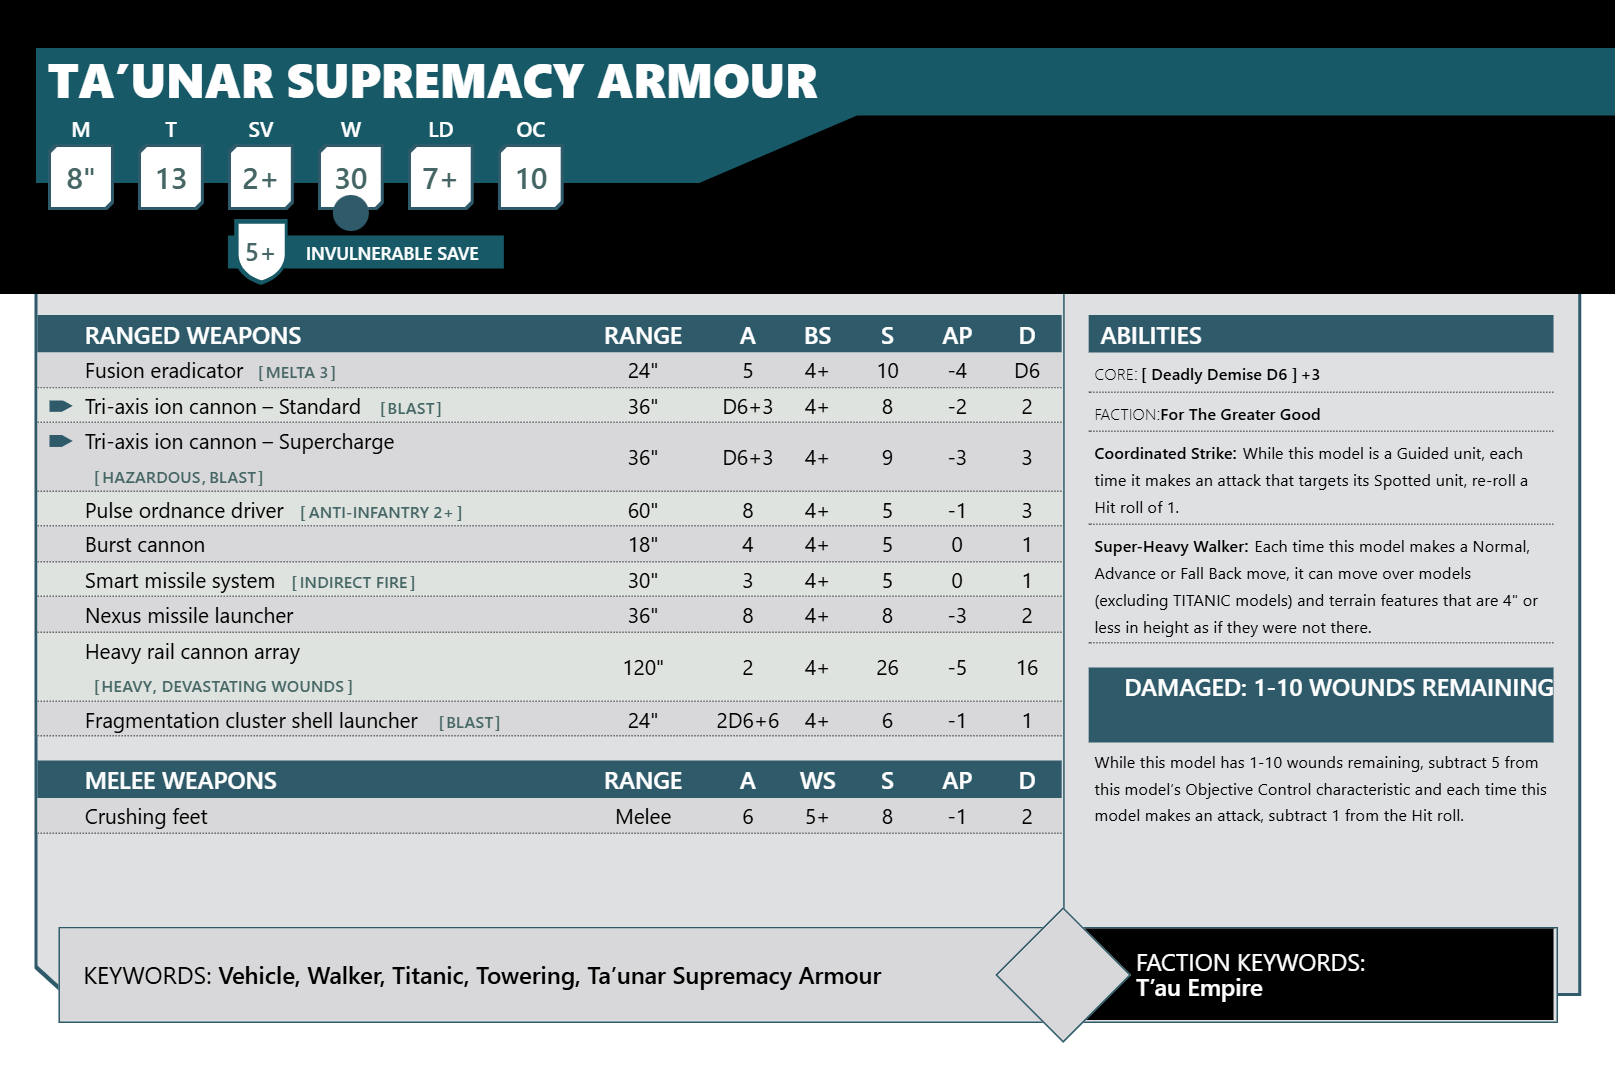 TA’UNAR SUPREMACY ARMOUR
M T SV W LD OC
8" 13 2+ 30 7+ 10
5+ INVULNERABLE SAVE
RANGED WEAPONS RANGE A BS S AP D
Fusion eradicator [MELTA 3] 24" 5 4+ 10 -4 D6
Tri-axis ion cannon – Standard [BLAST] 36" D6+3 4+ 8 -2 2
Tri-axis ion cannon – Supercharge
[HAZARDOUS, BLAST] 36" D6+3 4+ 9 -3 3
Pulse ordnance driver [ANTI-INFANTRY 2+] 60" 8 4+ 5 -1 3
Burst cannon 18" 4 4+ 5 0 1
Smart missile system [INDIRECT FIRE] 30" 3 4+ 5 0 1
Nexus missile launcher 36" 8 4+ 8 -3 2
Heavy rail cannon array
[HEAVY, DEVASTATING WOUNDS] 120" 2 4+ 26 -5 16
Fragmentation cluster shell launcher [BLAST] 24" 2D6+6 4+ 6 -1 1
MELEE WEAPONS RANGE A WS S AP D
Crushing feet Melee 6 5+ 8 -1 2
ABILITIES
CORE: [ Deadly Demise D6 ] +3
FACTION:For The Greater Good
Coordinated Strike: While this model is a Guided unit, each
time it makes an attack that targets its Spotted unit, re-roll a
Hit roll of 1.
Super-Heavy Walker: Each time this model makes a Normal,
Advance or Fall Back move, it can move over models
(excluding TITANIC models) and terrain features that are 4" or
less in height as if they were not there.
DAMAGED: 1-10 WOUNDS REMAINING
While this model has 1-10 wounds remaining, subtract 5 from
this model’s Objective Control characteristic and each time this
model makes an attack, subtract 1 from the Hit roll.
KEYWORDS: Vehicle, Walker, Titanic, Towering, Ta’unar Supremacy Armour
FACTION KEYWORDS:
T’au Empire